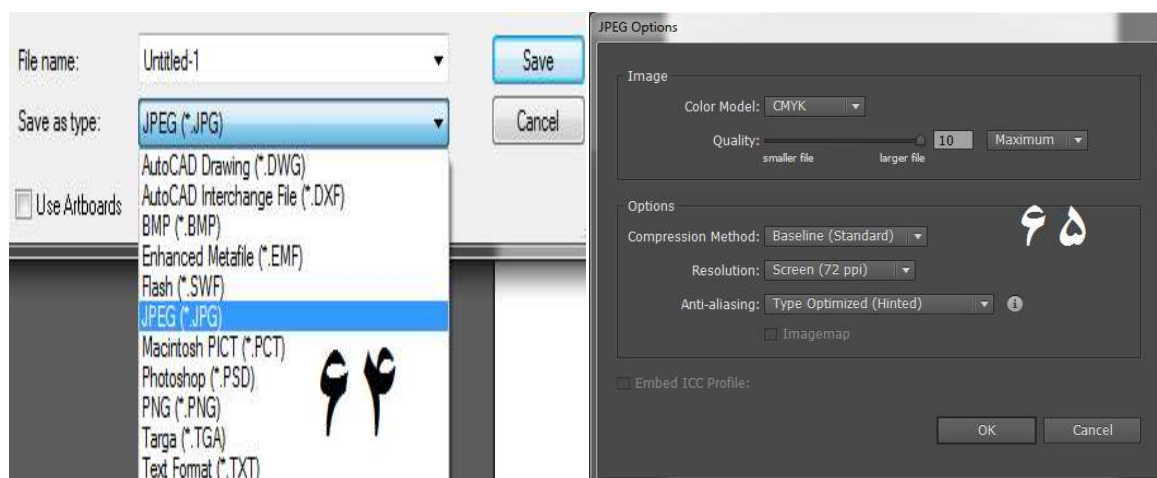 File name: Untitled-1 Save
Save as type: JPEG (*.JPG) Cancel
AutoCAD Drawing (*.DWG)
Use Artboards AutoCAD Interchange File (*.DXF)
BMP (*.BMP)
Enhanced Metafile (*.EMF)
Flash (*.SWF)
JPEG (*.JPG)
Macintosh PICT (*.PCT)
Photoshop (*.PSD)
PNG (*.PNG)
Targa (*.TGA)
Text Format (*.TXT)
۶۴
JPEG Options
Image
Color Model: CMYK
Quality: 10 Maximum
smaller file larger file
Options
۶۵
Compression Method: Baseline (Standard)
Resolution: Screen (72 ppi)
Anti-aliasing: Type Optimized (Hinted)
Imagemap
Embed ICC Profile:
OK Cancel